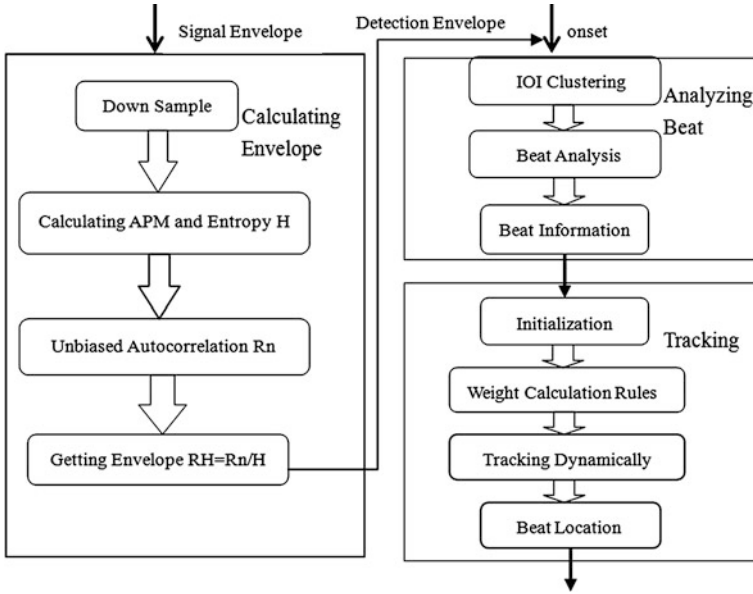 Signal Envelope
Down Sample
Calculating
Envelope
Calculating APM and Entropy H
Unbiased Autocorrelation Rn
Getting Envelope RH=Rn/H
Detection Envelope
onset
IOI Clustering
Analyzing
Beat
Beat Analysis
Beat Information
Initialization
Tracking
Weight Calculation Rules
Tracking Dynamically
Beat Location